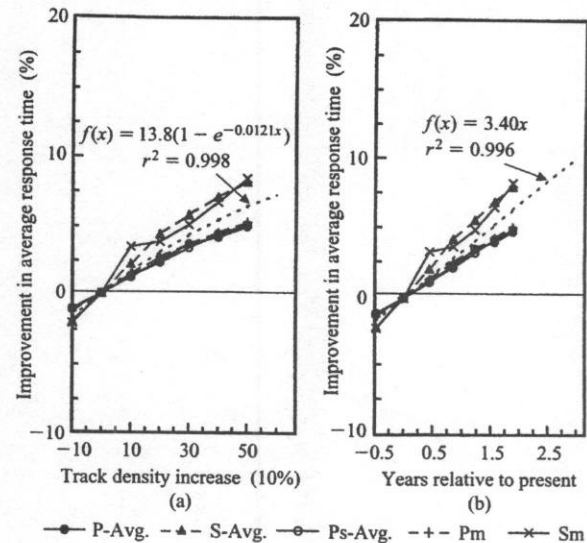 Improvement in average response time (%)
20
10
0
−10
f(x) = 13.8(1 − e^−0.0121x)
r² = 0.998
−10 10 30 50
Track density increase (10%)
(a)
Improvement in average response time (%)
20
10
0
−10
f(x) = 3.40x
r² = 0.996
−0.5 0.5 1.5 2.5
Years relative to present
(b)
P-Avg. S-Avg. Ps-Avg. Pm Sm